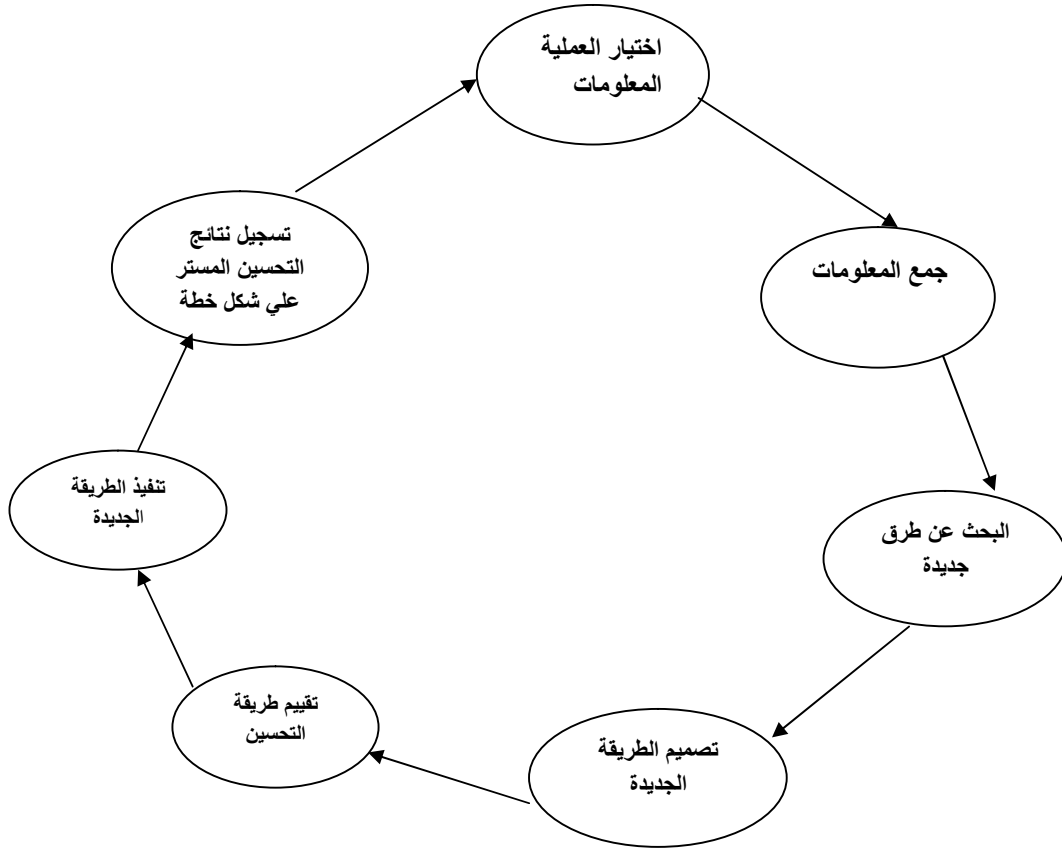 اختيار العملية
المعلومات
جمع المعلومات
البحث عن طرق
جديدة
تصميم الطريقة
الجديدة
تقييم طريقة
التحسين
تنفيذ الطريقة
الجديدة
تسجيل نتائج
التحسين المستر
علي شكل خطة